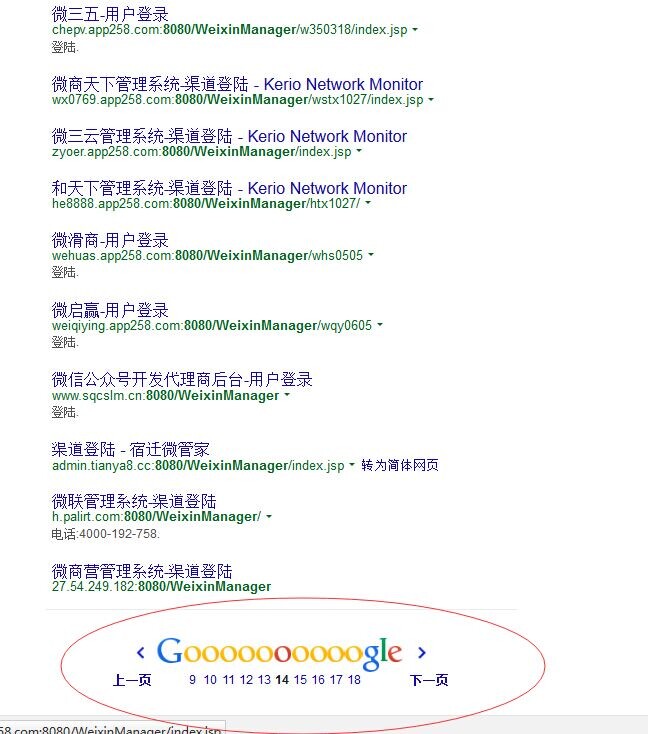 微三五-用户登录
chepv.app258.com:8080/WeixinManager/w350318/index.jsp
登陆.
微商天下管理系统-渠道登陆 - Kerio Network Monitor
wx0769.app258.com:8080/WeixinManager/wstx1027/index.jsp
微三云管理系统-渠道登陆 - Kerio Network Monitor
zyoer.app258.com:8080/WeixinManager/index.jsp
和天下管理系统-渠道登陆 - Kerio Network Monitor
he8888.app258.com:8080/WeixinManager/htx1027/
微滑商-用户登录
wehuas.app258.com:8080/WeixinManager/whs0505
登陆.
微启赢-用户登录
weiqiying.app258.com:8080/WeixinManager/wqy0605
登陆.
微信公众号开发代理商后台-用户登录
www.sqcslm.cn:8080/WeixinManager
登陆.
渠道登陆 - 宿迁微管家
admin.tianya8.cc:8080/WeixinManager/index.jsp 转为简体网页
微联管理系统-渠道登陆
h.palirt.com:8080/WeixinManager/
电话:4000-192-758.
微商营管理系统-渠道登陆
27.54.249.182:8080/WeixinManager
Goooooooooogle
上一页 9 10 11 12 13 14 15 16 17 18 下一页
58.com:8080/WeixinManager/index.jsp